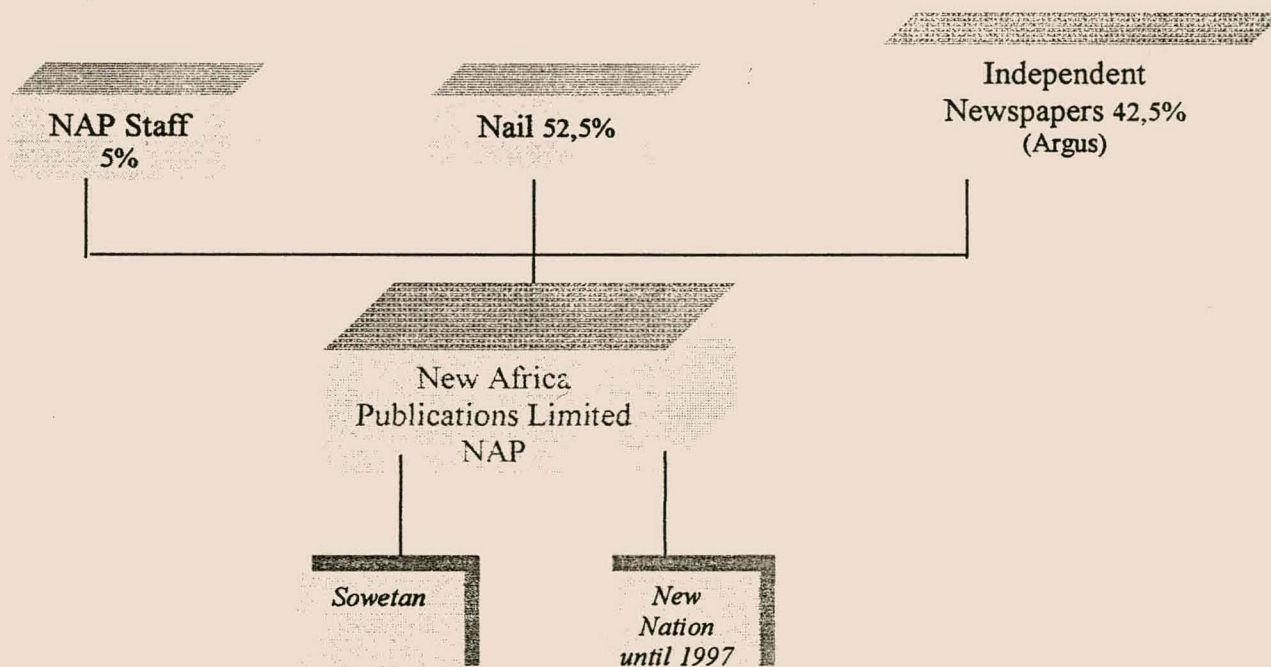 NAP Staff
5%
Nail 52,5%
Independent
Newspapers 42,5%
(Argus)
New Africa
Publications Limited
NAP
Sowetan
New
Nation
until 1997